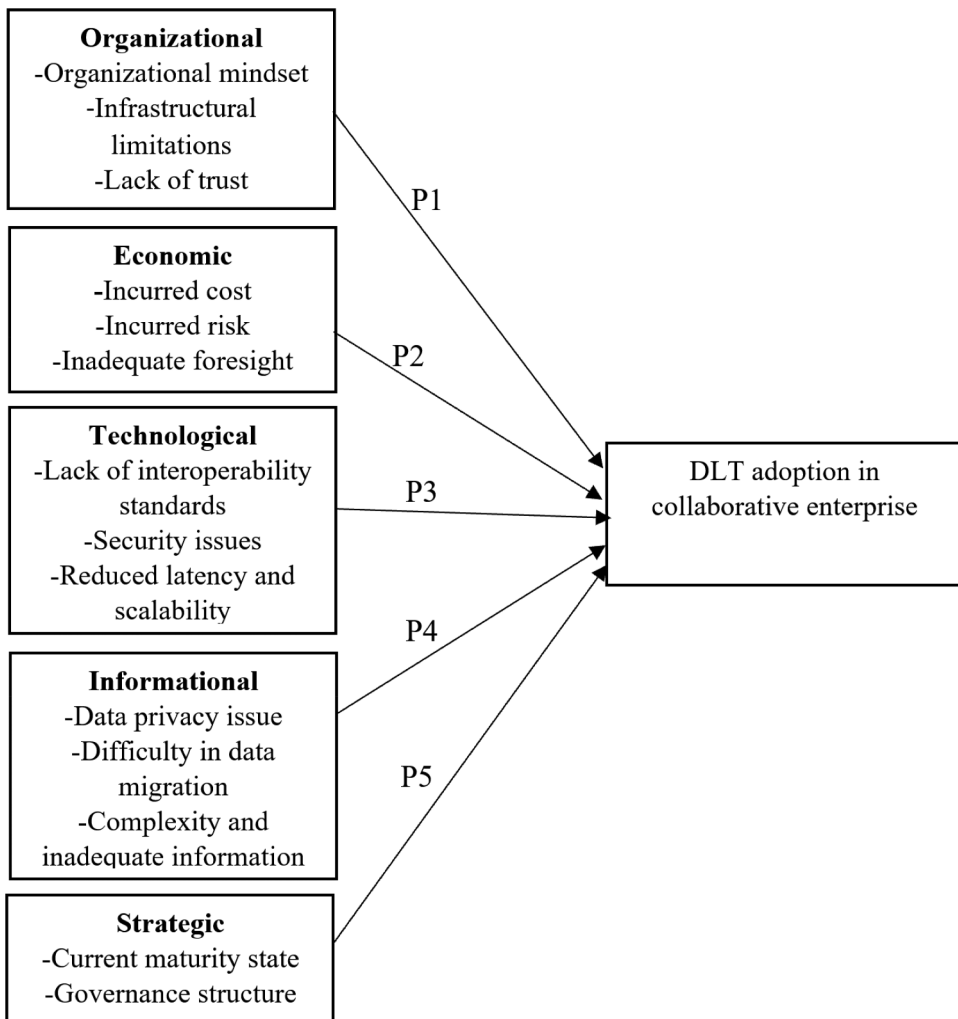 Organizational
-Organizational mindset
-Infrastructural
limitations
-Lack of trust
P1
Economic
-Incurred cost
-Incurred risk
-Inadequate foresight
P2
Technological
-Lack of interoperability
standards
-Security issues
-Reduced latency and
scalability
P3
DLT adoption in
collaborative enterprise
Informational
-Data privacy issue
-Difficulty in data
migration
-Complexity and
inadequate information
P4
Strategic
-Current maturity state
-Governance structure
P5